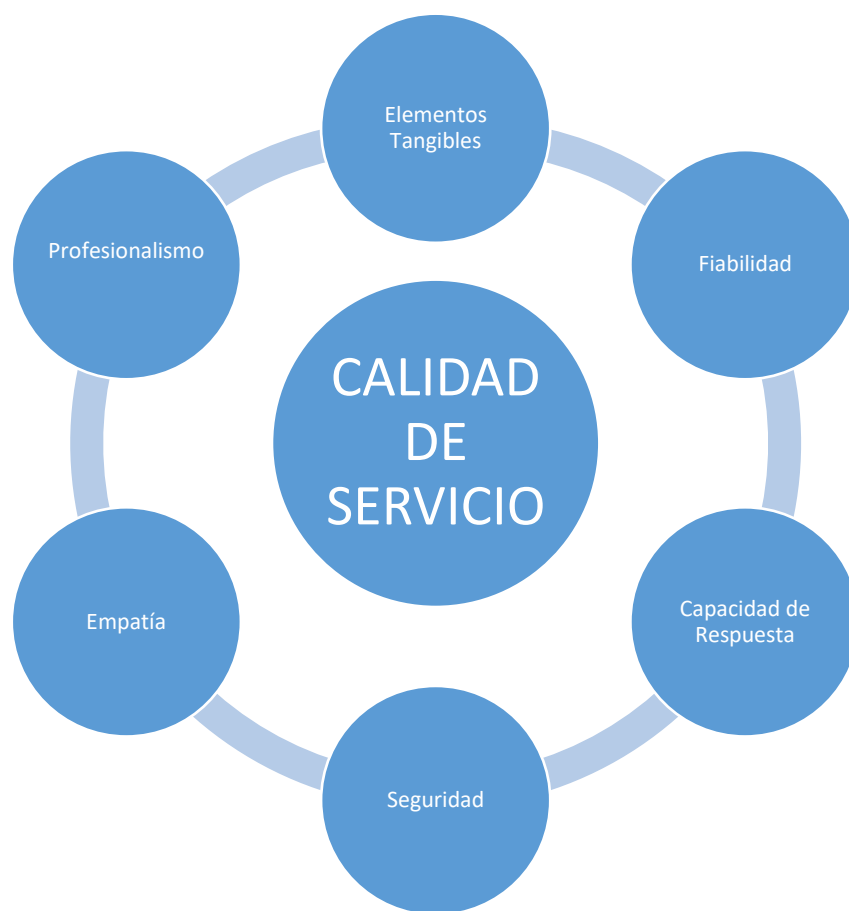 Elementos
Tangibles
Profesionalismo
Fiabilidad
CALIDAD
DE
SERVICIO
Empatía
Capacidad de
Respuesta
Seguridad